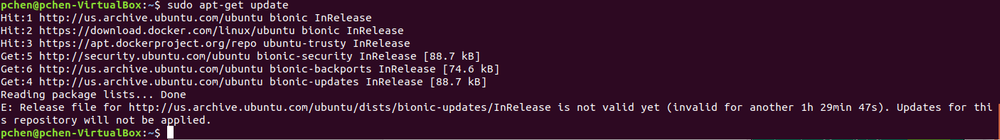 pchen@pchen-VirtualBox:~$ sudo apt-get update
Hit:1 http://us.archive.ubuntu.com/ubuntu bionic InRelease
Hit:2 https://download.docker.com/linux/ubuntu bionic InRelease
Hit:3 https://apt.dockerproject.org/repo ubuntu-trusty InRelease
Get:5 http://security.ubuntu.com/ubuntu bionic-security InRelease [88.7 kB]
Get:6 http://us.archive.ubuntu.com/ubuntu bionic-backports InRelease [74.6 kB]
Get:4 http://us.archive.ubuntu.com/ubuntu bionic-updates InRelease [88.7 kB]
Reading package lists... Done
E: Release file for http://us.archive.ubuntu.com/ubuntu/dists/bionic-updates/InRelease is not valid yet (invalid for another 1h 29min 47s). Updates for thi
s repository will not be applied.
pchen@pchen-VirtualBox:~$